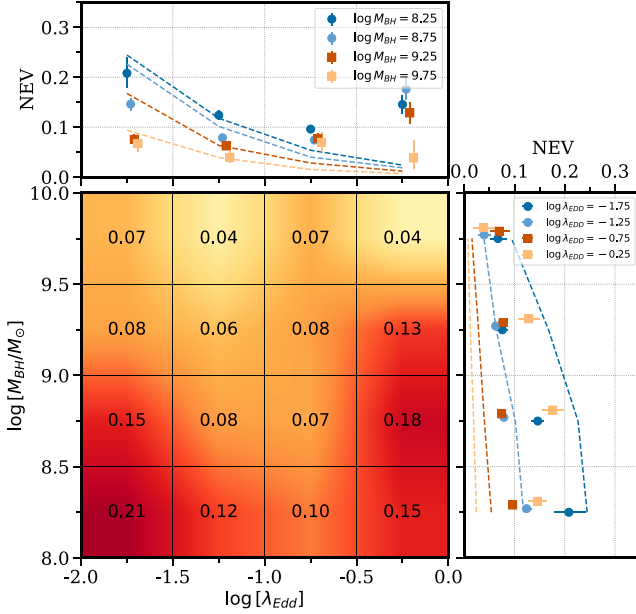 NEV
0.3
0.2
0.1
0.0
log M_BH = 8.25
log M_BH = 8.75
log M_BH = 9.25
log M_BH = 9.75
NEV
0.0 0.1 0.2 0.3
log λ_EDD = −1.75
log λ_EDD = −1.25
log λ_EDD = −0.75
log λ_EDD = −0.25
log [M_BH/M_⊙]
10.0
9.5
9.0
8.5
8.0
0.07 0.04 0.07 0.04
0.08 0.06 0.08 0.13
0.15 0.08 0.07 0.18
0.21 0.12 0.10 0.15
-2.0 -1.5 -1.0 -0.5 0.0
log [λ_Edd]